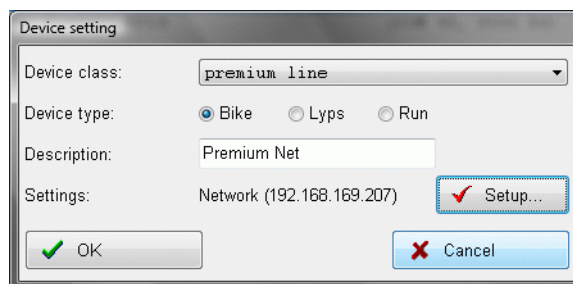 Device setting
Device class: premium line
Device type: Bike Lyps Run
Description: Premium Net
Settings: Network (192.168.169.207) Setup...
OK Cancel